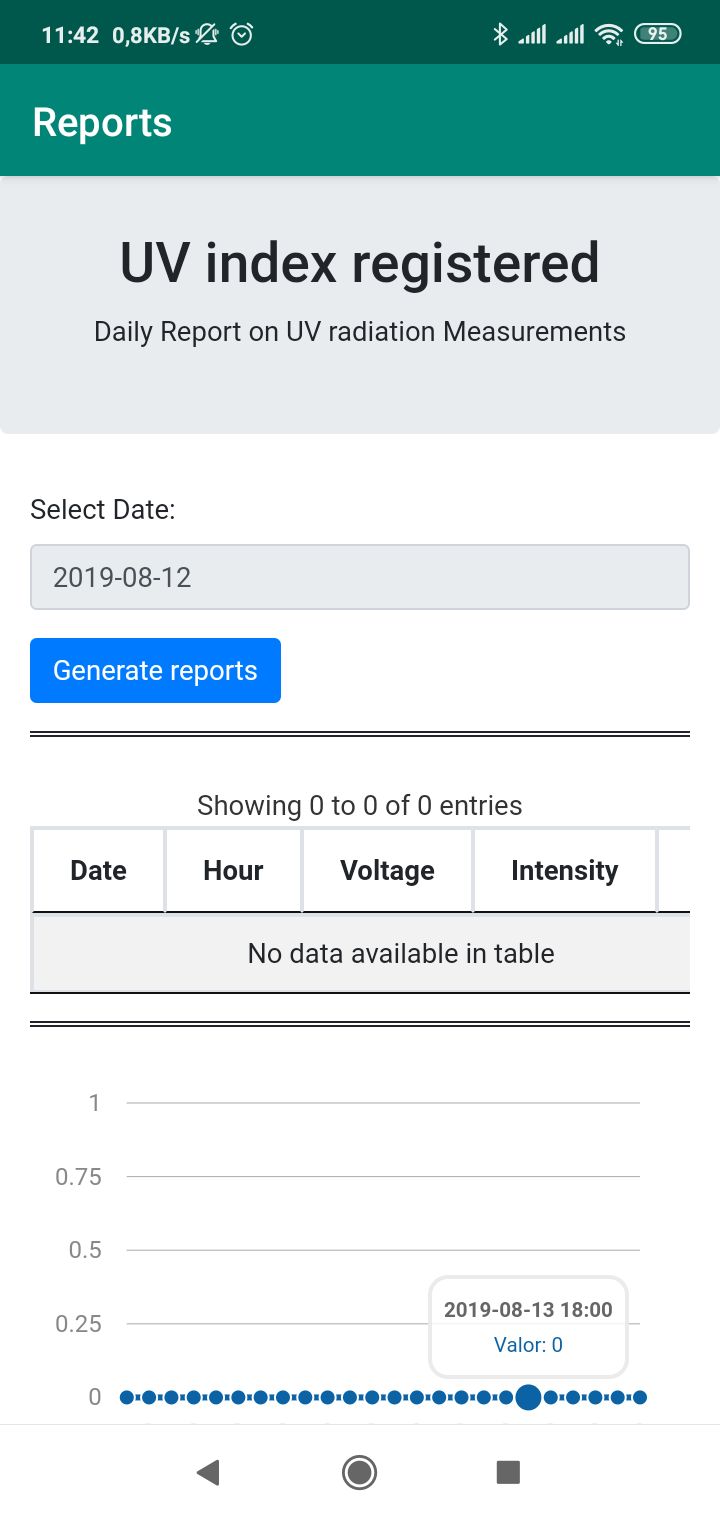 11:42 0,8KB/s 95
Reports
UV index registered
Daily Report on UV radiation Measurements
Select Date:
2019-08-12
Generate reports
Showing 0 to 0 of 0 entries
Date Hour Voltage Intensity
No data available in table
1
0.75
0.5
0.25
2019-08-13 18:00
Valor: 0
0